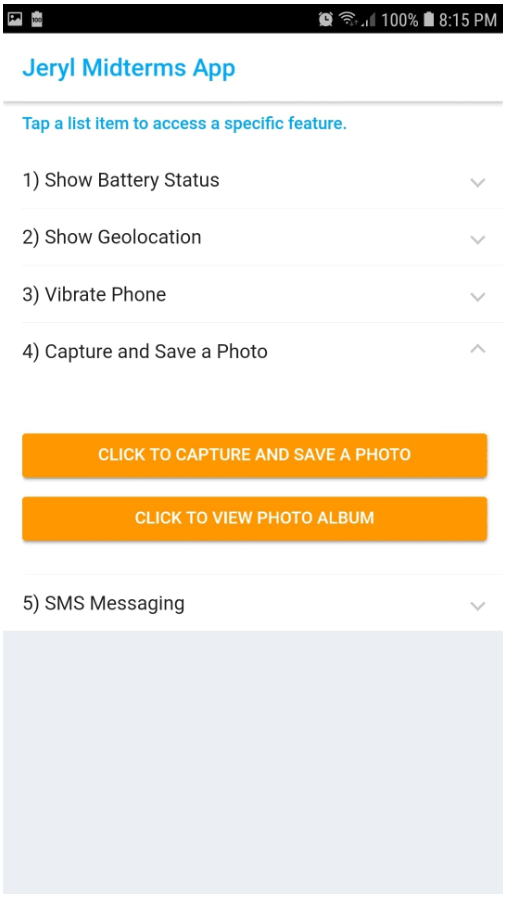 100 100% 8:15 PM
Jeryl Midterms App
Tap a list item to access a specific feature.
1) Show Battery Status
2) Show Geolocation
3) Vibrate Phone
4) Capture and Save a Photo
CLICK TO CAPTURE AND SAVE A PHOTO
CLICK TO VIEW PHOTO ALBUM
5) SMS Messaging